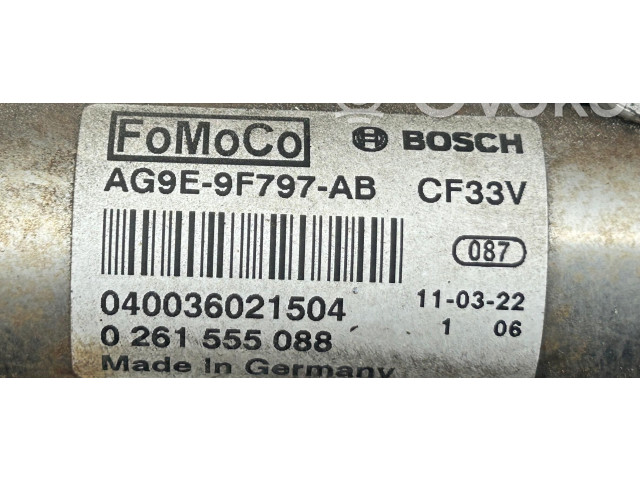 FoMoCo BOSCH
AG9E-9F797-AB CF33V
087
040036021504 11-03-22
0 261 555 088 1 06
Made in Germany